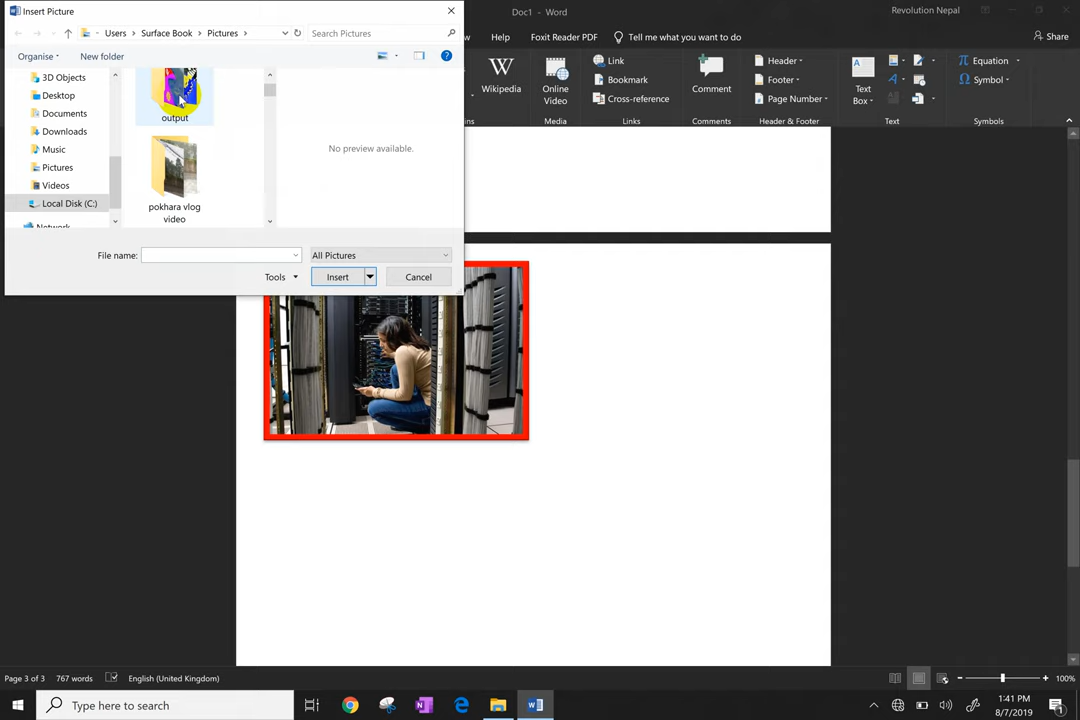 Insert Picture
Doc1 - Word
Revolution Nepal
Users
Surface Book
Pictures
Search Pictures
Help
Foxit Reader PDF
Tell me what you want to do
Share
Organise
New folder
3D Objects
Desktop
Documents
Downloads
Music
Pictures
Videos
Local Disk (C:)
output
pokhara vlog
video
No preview available.
File name:
All Pictures
Tools
Insert
Cancel
W
Wikipedia
Online
Video
Media
Link
Bookmark
Cross-reference
Links
Comment
Comments
Header
Footer
Page Number
Header & Footer
A
Text
Box
Text
Equation
Symbol
Symbols
Page 3 of 3
767 words
English (United Kingdom)
100%
Type here to search
1:41 PM
8/7/2019